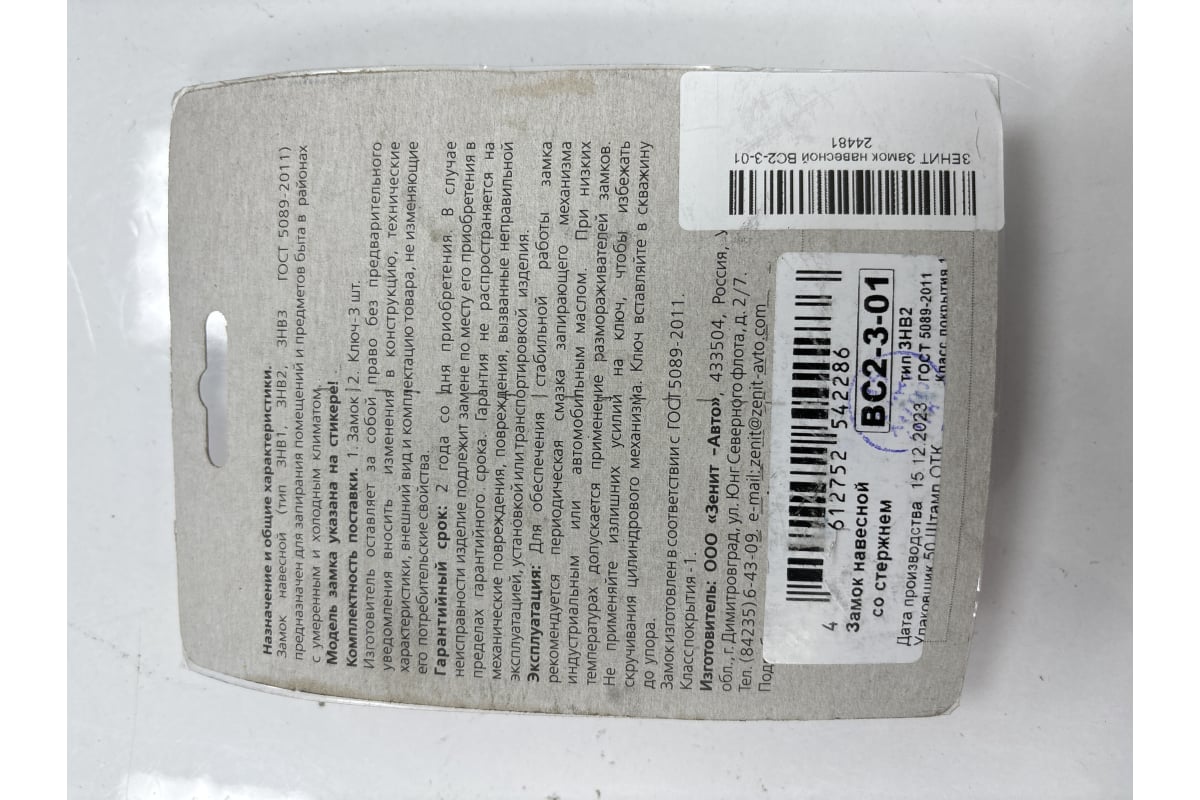 Назначение и общие характеристики.
Замок навесной (тип ЗНВ1, ЗНВ2, ЗНВ3 ГОСТ 5089-2011)
предназначен для запирания помещений и предметов быта в районах
с умеренным и холодным климатом.
Модель замка указана на стикере!
Комплектность поставки. 1. Замок 2. Ключ-3 шт.
Изготовитель оставляет за собой право без предварительного
уведомления вносить изменения в конструкцию, технические
характеристики, внешний вид и комплектацию товара, не изменяющие
его потребительские свойства.
Гарантийный срок: 2 года со дня приобретения. В случае
неисправности изделие подлежит замене по месту его приобретения в
пределах гарантийного срока. Гарантия не распространяется на
механические повреждения, повреждения, вызванные неправильной
эксплуатацией, установкой или транспортировкой изделия.
Эксплуатация: Для обеспечения стабильной работы замка
рекомендуется периодическая смазка запирающего механизма
индустриальным или автомобильным маслом. При низких
температурах допускается применение размораживателей замков.
Не применяйте излишних усилий на ключ, чтобы избежать
скручивания цилиндрового механизма. Ключ вставляйте в скважину
до упора.
Замок изготовлен в соответствии с ГОСТ 5089-2011.
Класс покрытия -1.
Изготовитель: ООО «Зенит –Авто», 433504, Россия,
обл., г. Димитровград, ул. Юнг Северного флота, д. 2/7.
Тел. (84235) 6-43-09 e-mail: zenit@zenit-avto.com
4 612752 542286
Замок навесной
со стержнем
ВС2-3-01
тип ЗНВ2
Дата производства 15.12.2023 ГОСТ 5089-2011
Упаковщик 50 Штамп ОТК Класс покрытия 1
ЗЕНИТ Замок навесной ВС2-3-01
24481